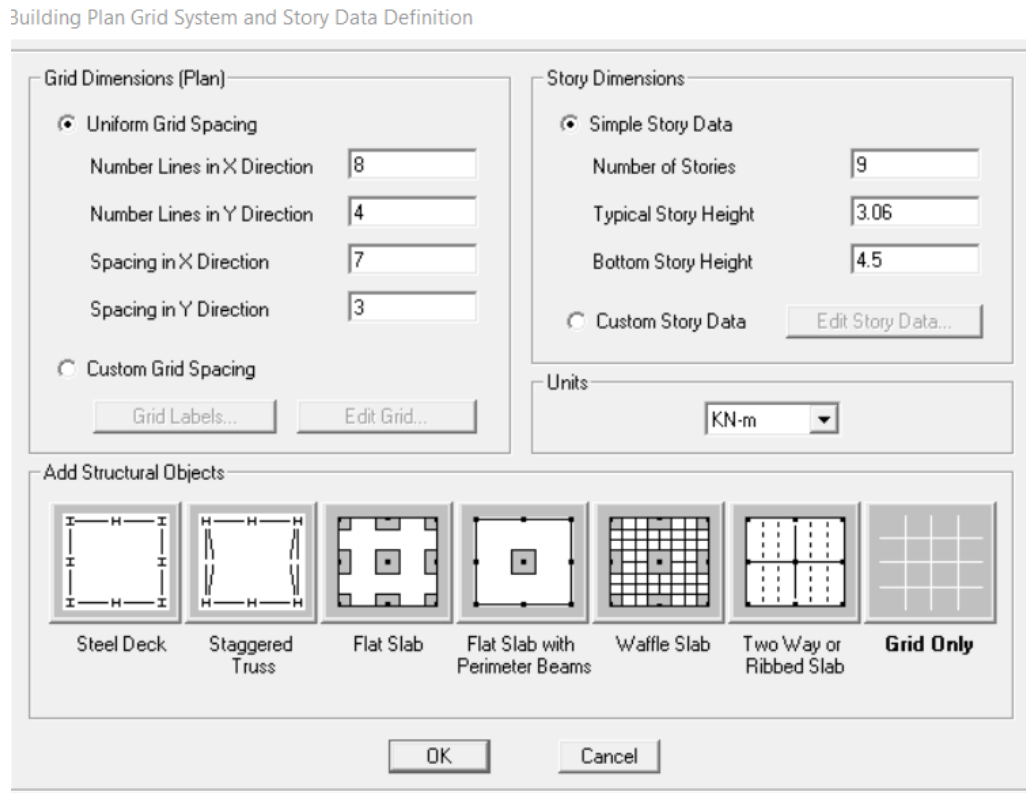 Building Plan Grid System and Story Data Definition
Grid Dimensions (Plan)
Uniform Grid Spacing
Number Lines in X Direction 8
Number Lines in Y Direction 4
Spacing in X Direction 7
Spacing in Y Direction 3
Custom Grid Spacing
Grid Labels... Edit Grid...
Story Dimensions
Simple Story Data
Number of Stories 9
Typical Story Height 3.06
Bottom Story Height 4.5
Custom Story Data Edit Story Data...
Units
KN-m
Add Structural Objects
Steel Deck
Staggered
Truss
Flat Slab
Flat Slab with
Perimeter Beams
Waffle Slab
Two Way or
Ribbed Slab
Grid Only
OK Cancel